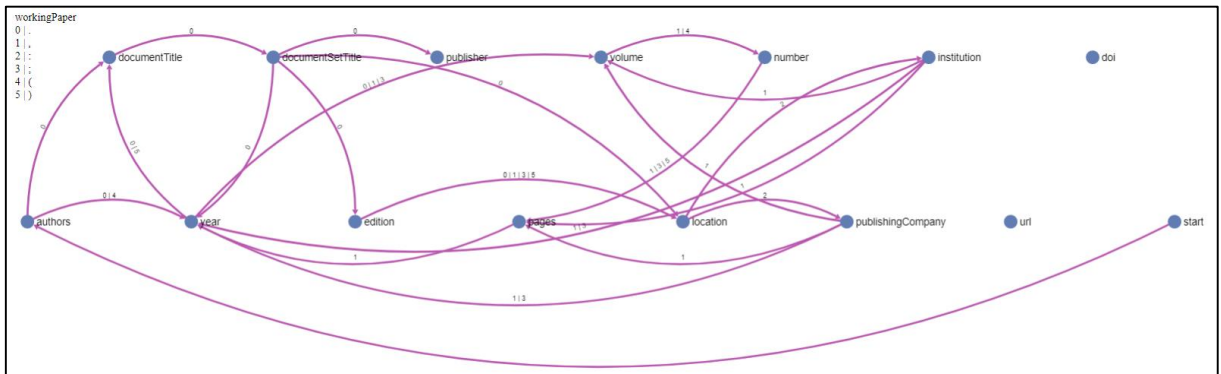 workingPaper
0 | .
1 | ,
2 | :
3 | ;
4 | (
5 | )
0
0
1 | 4
documentTitle
documentSetTitle
publisher
volume
number
institution
doi
0 | 1 | 3
0
2
1
0
0 | 5
0
0
1 | 3 | 5
1
0 | 1 | 3 | 5
1
0 | 4
2
authors
year
edition
pages
location
publishingCompany
url
start
1 | 3
1
1
1 | 3